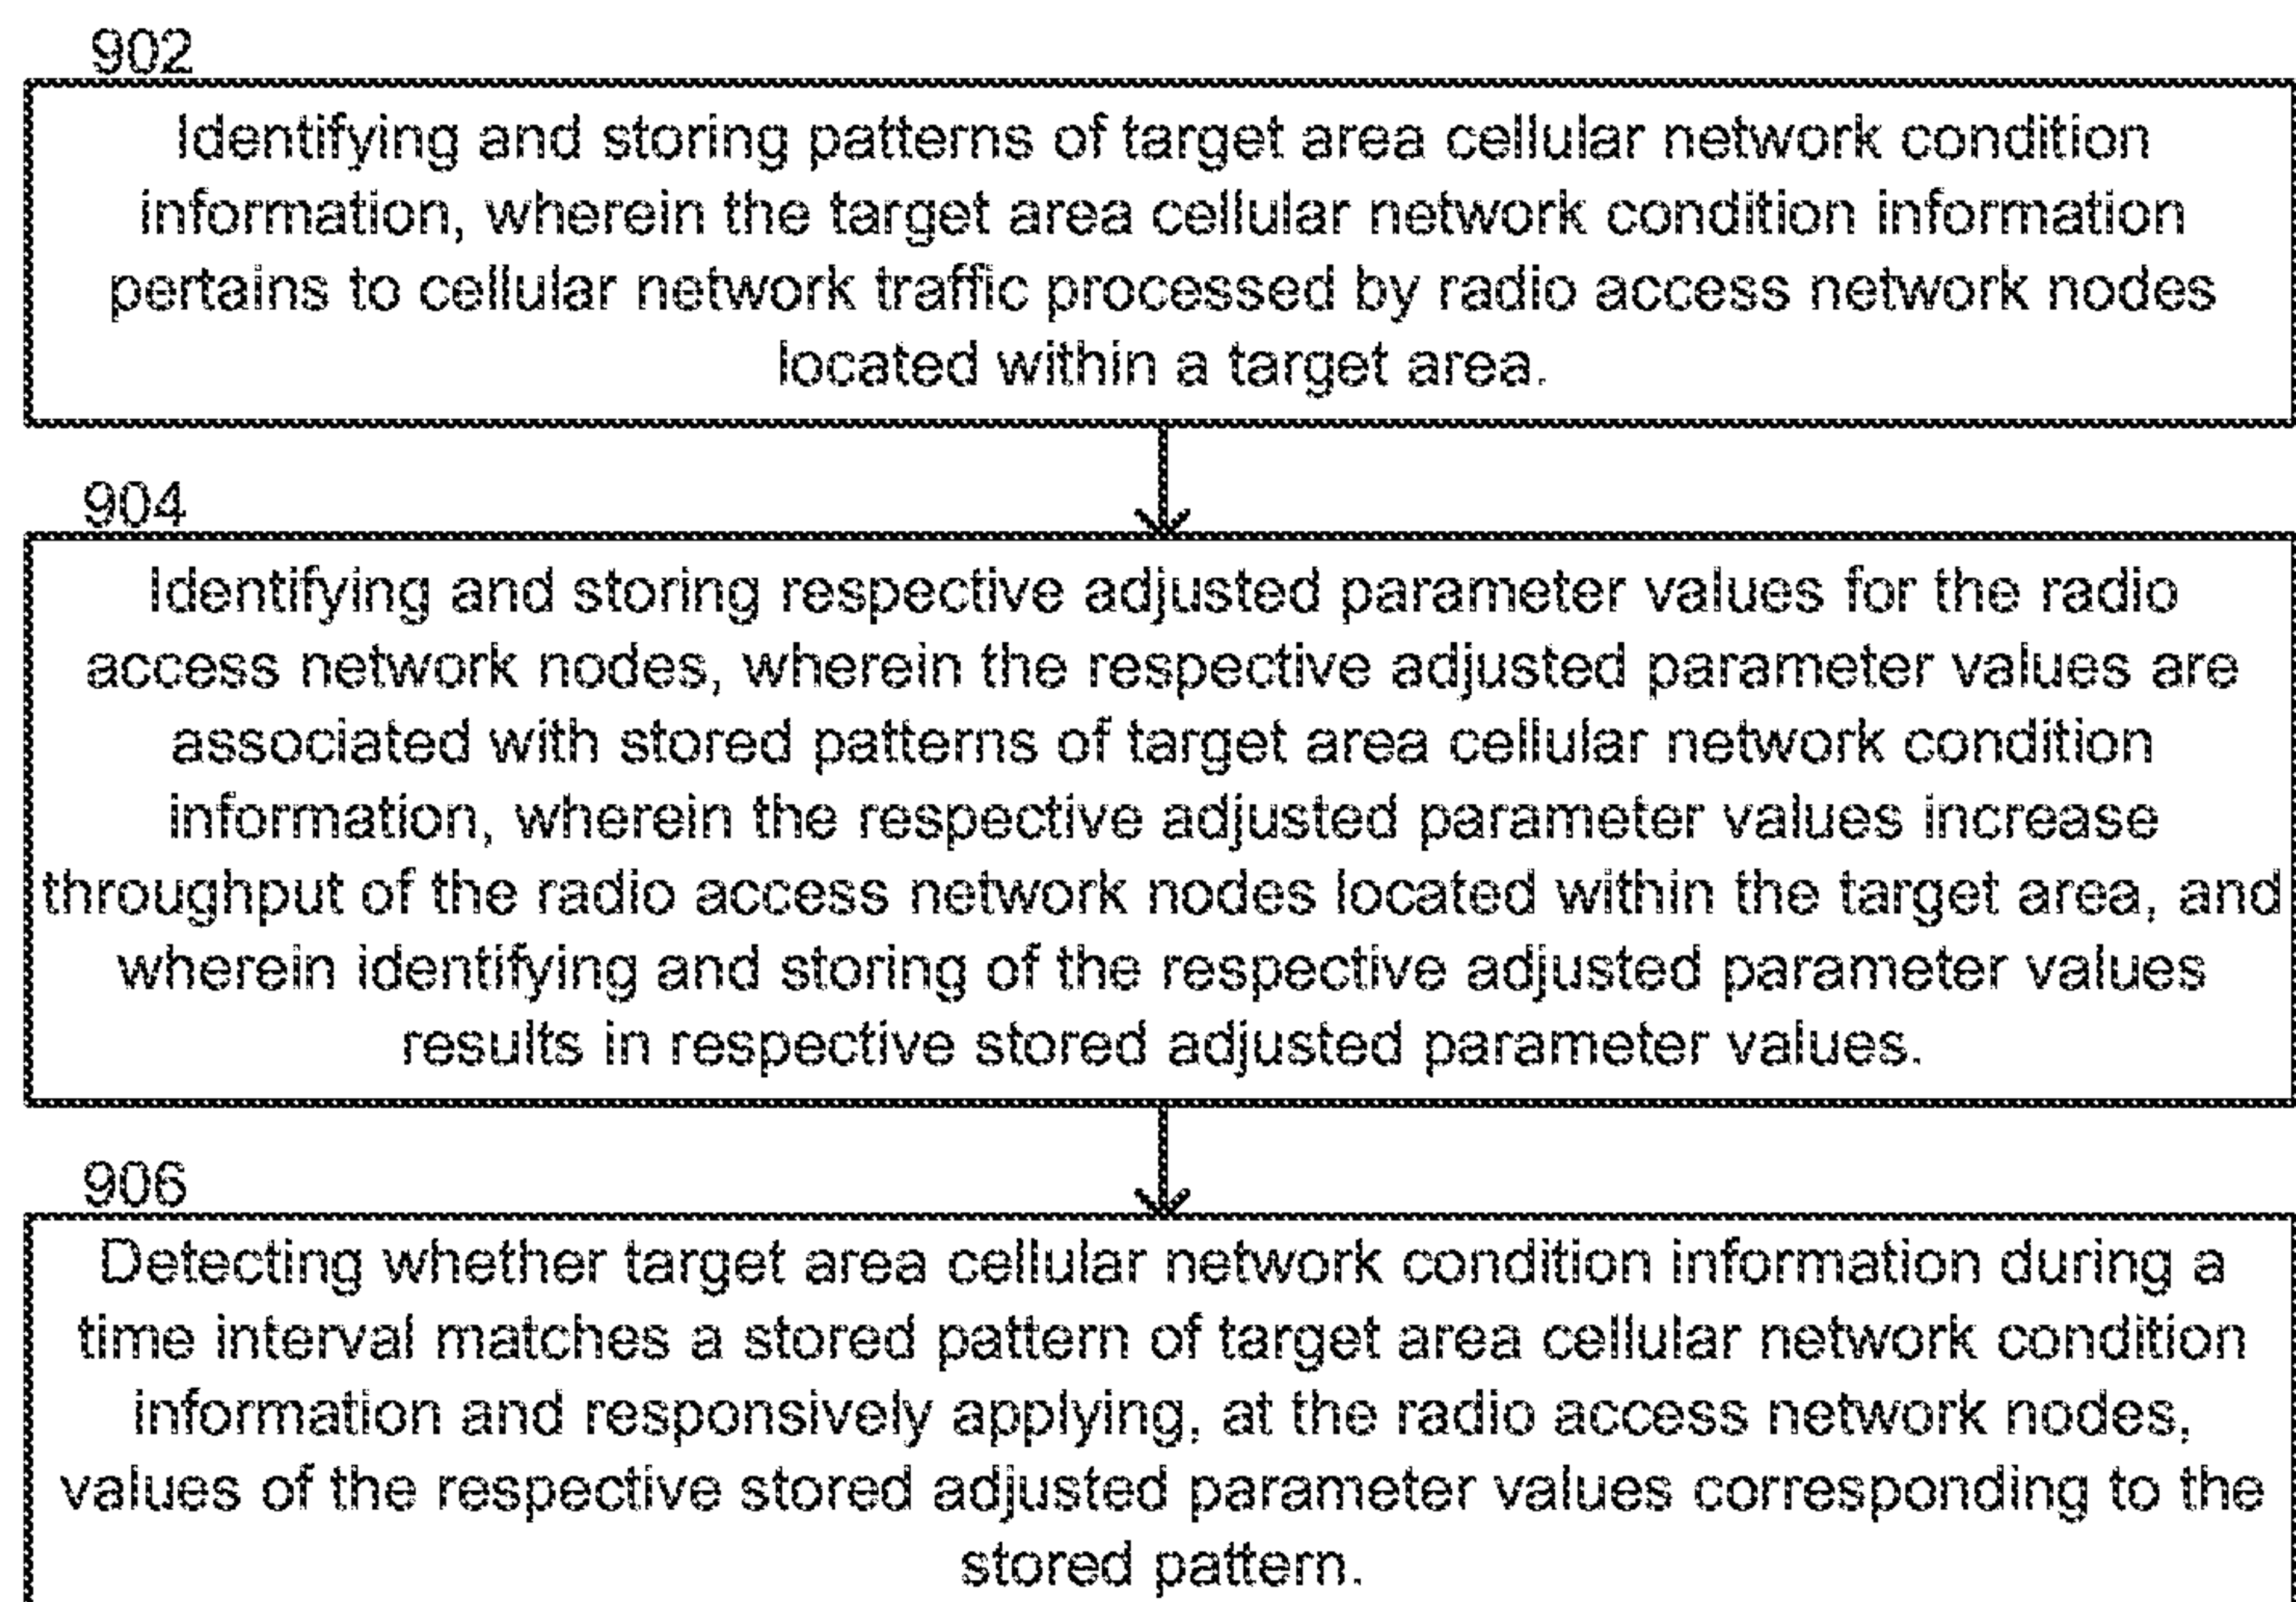 902
Identifying and storing patterns of target area cellular network condition
information, wherein the target area cellular network condition information
pertains to cellular network traffic processed by radio access network nodes
located within a target area.
904
Identifying and storing respective adjusted parameter values for the radio
access network nodes, wherein the respective adjusted parameter values are
associated with stored patterns of target area cellular network condition
information, wherein the respective adjusted parameter values increase
throughput of the radio access network nodes located within the target area, and
wherein identifying and storing of the respective adjusted parameter values
results in respective stored adjusted parameter values.
906
Detecting whether target area cellular network condition information during a
time interval matches a stored pattern of target area cellular network condition
information and responsively applying, at the radio access network nodes,
values of the respective stored adjusted parameter values corresponding to the
stored pattern.